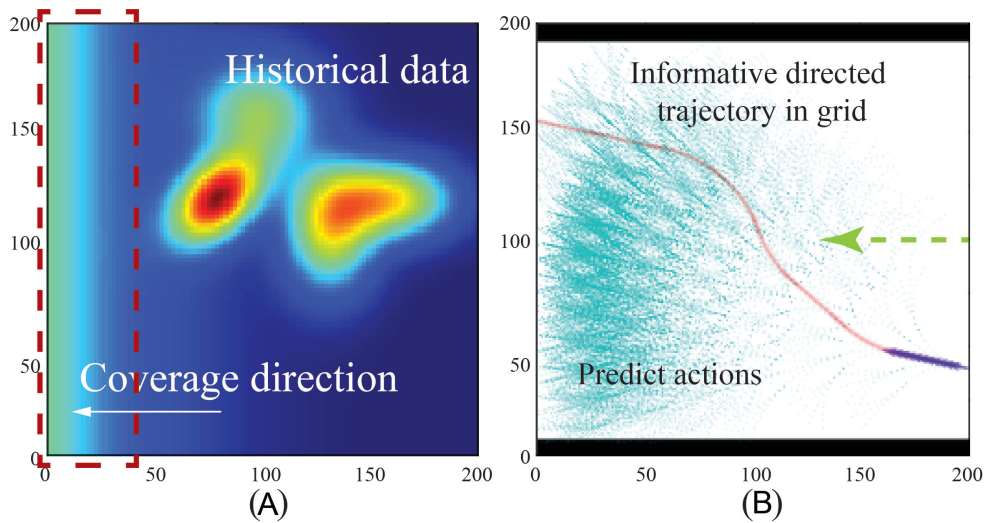 200
150
100
50
0
0
50
100
150
200
Historical data
Coverage direction
(A)
200
150
100
50
0
0
50
100
150
200
Informative directed
trajectory in grid
Predict actions
(B)